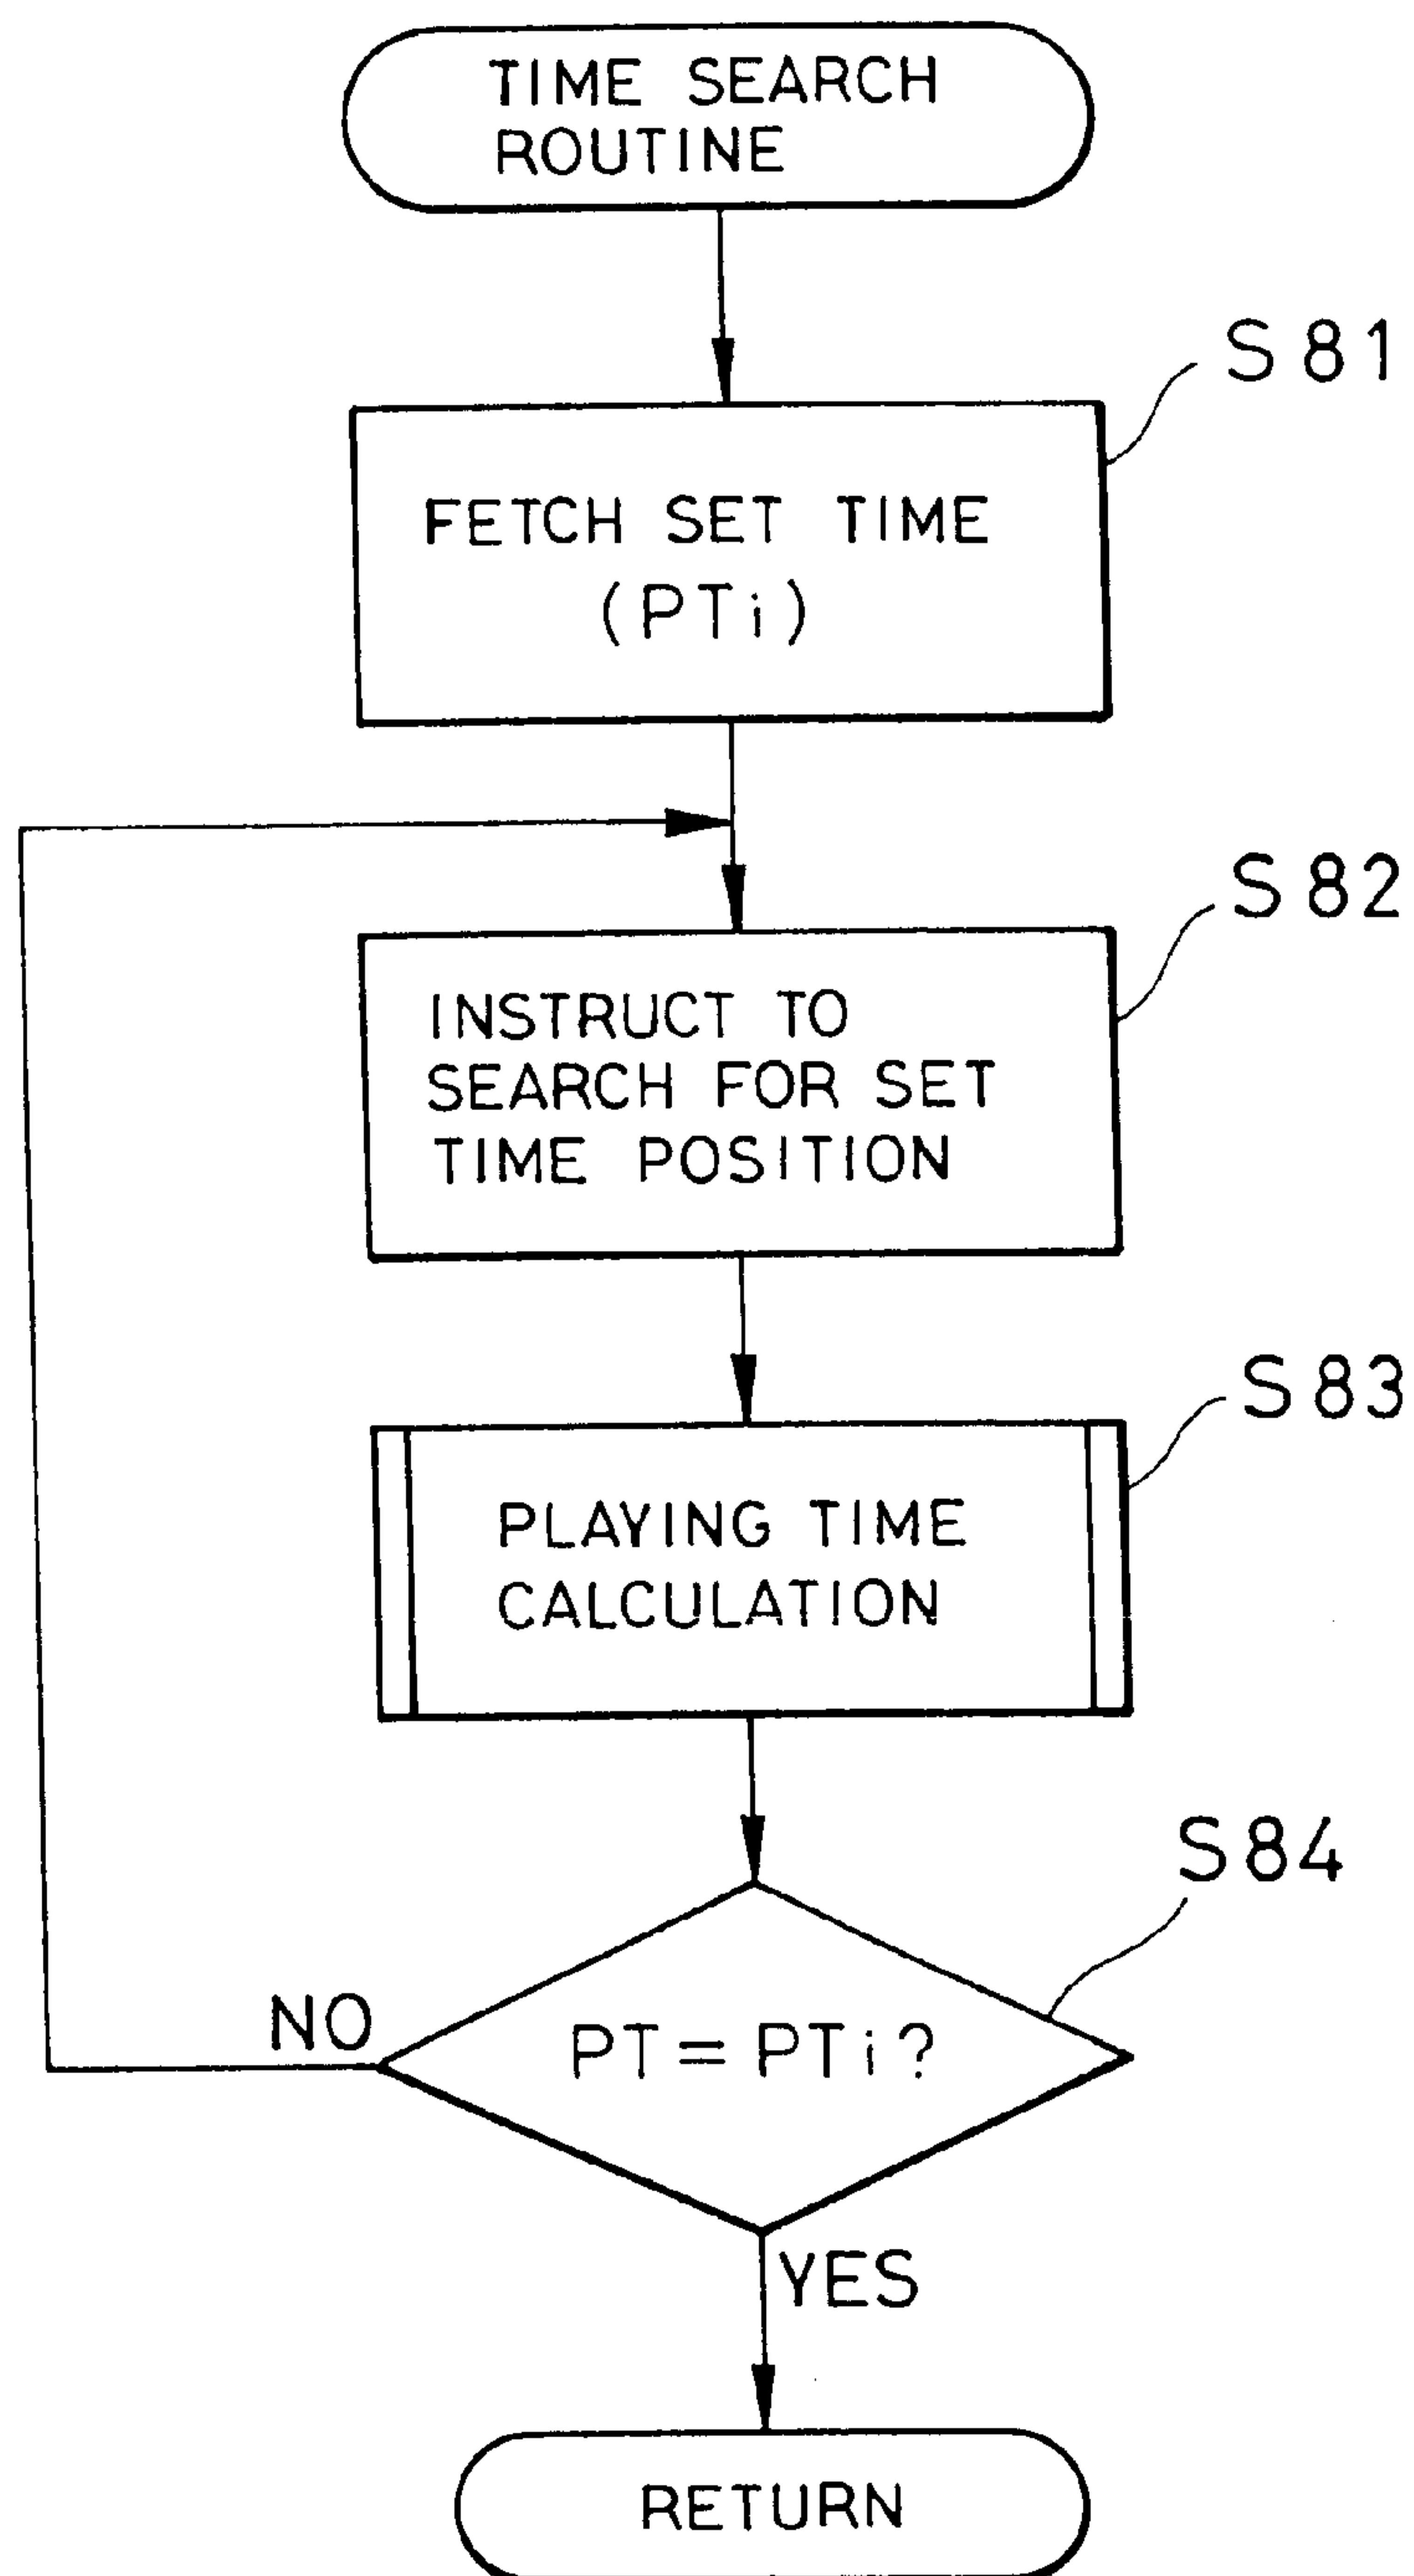 TIME SEARCH
ROUTINE
S81
FETCH SET TIME
(PTi)
S82
INSTRUCT TO
SEARCH FOR SET
TIME POSITION
S83
PLAYING TIME
CALCULATION
S84
NO
PT=PTi?
YES
RETURN